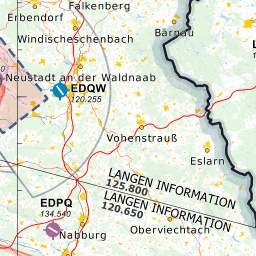 Falkenberg
Erbendorf
Windischeschenbach
Bärnau
Neustadt an der Waldnaab
EDQW
120.255
Vohenstrauß
Eslarn
LANGEN INFORMATION
125.800
LANGEN INFORMATION
120.650
EDPQ
134.540
Nabburg
Oberviechtach